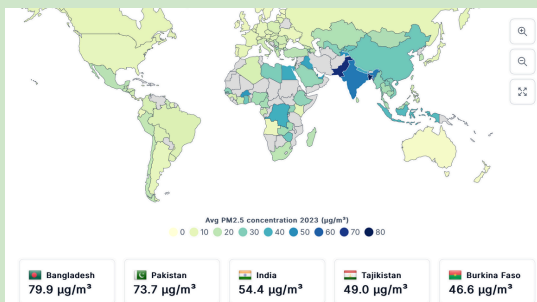 Avg PM2.5 concentration 2023 (μg/m³)
0 10 20 30 40 50 60 70 80
Bangladesh
79.9 μg/m³
Pakistan
73.7 μg/m³
India
54.4 μg/m³
Tajikistan
49.0 μg/m³
Burkina Faso
46.6 μg/m³